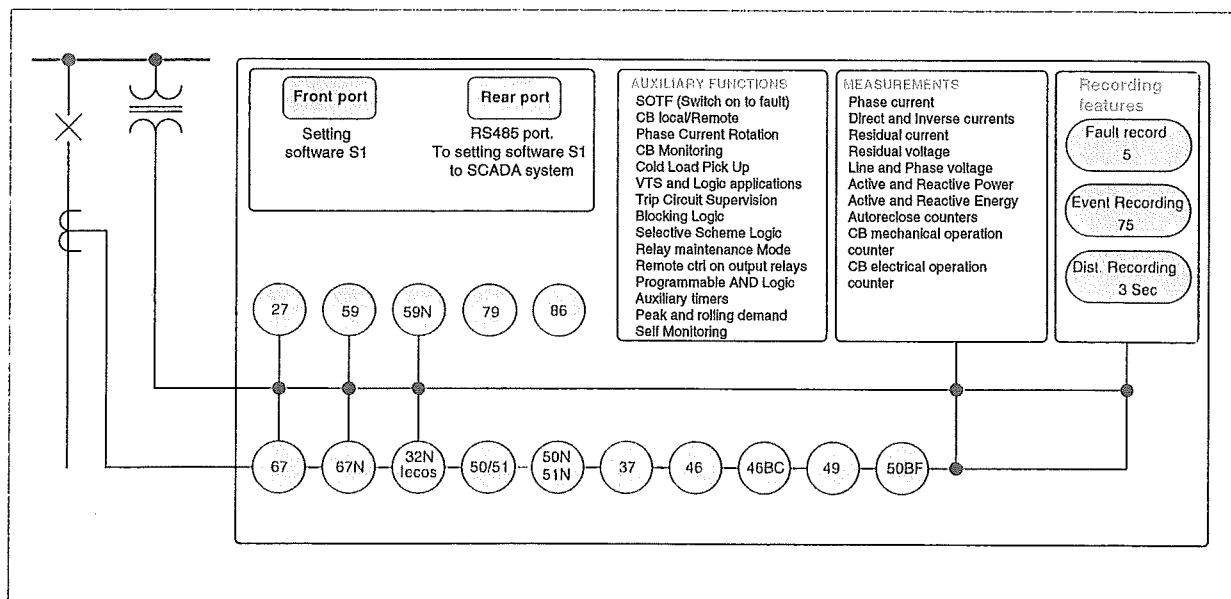 Front port
Setting
software S1
Rear port
RS485 port.
To setting software S1
to SCADA system
AUXILIARY FUNCTIONS
SOTF (Switch on to fault)
CB local/Remote
Phase Current Rotation
CB Monitoring
Cold Load Pick Up
VTS and Logic applications
Trip Circuit Supervision
Blocking Logic
Selective Scheme Logic
Relay maintenance Mode
Remote ctrl on output relays
Programmable AND Logic
Auxiliary timers
Peak and rolling demand
Self Monitoring
MEASUREMENTS
Phase current
Direct and Inverse currents
Residual current
Residual voltage
Line and Phase voltage
Active and Reactive Power
Active and Reactive Energy
Autoreclose counters
CB mechanical operation
counter
CB electrical operation
counter
Recording
features
Fault record
5
Event Recording
75
Dist. Recording
3 Sec
27
59
59N
79
86
67
67N
32N
Iecos
50/51
50N
51N
37
46
46BC
49
50BF